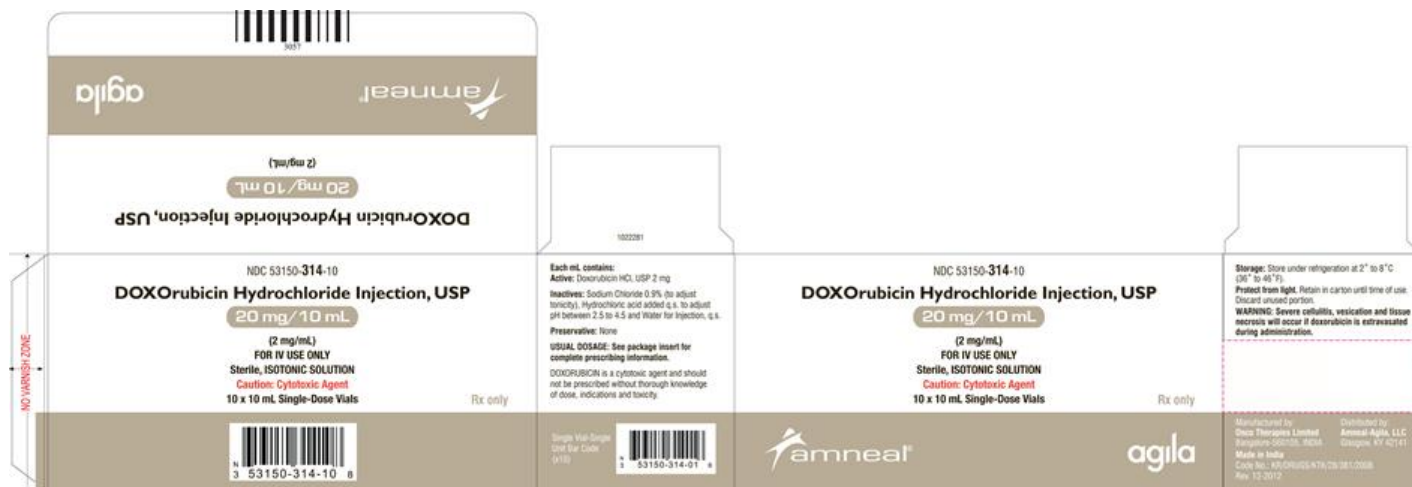 3057
amneal®
agila
(2 mg/mL)
20 mg/10 mL
DOXOrubicin Hydrochloride Injection, USP
NO VARNISH ZONE
NDC 53150-314-10
DOXOrubicin Hydrochloride Injection, USP
20 mg/10 mL
(2 mg/mL)
FOR IV USE ONLY
Sterile, ISOTONIC SOLUTION
Caution: Cytotoxic Agent
10 x 10 mL Single-Dose Vials
Rx only
N
3 53150-314-10 8
1022281
Each mL contains:
Active: Doxorubicin HCl, USP 2 mg
Inactives: Sodium Chloride 0.9% (to adjust
tonicity), Hydrochloric acid added q.s. to adjust
pH between 2.5 to 4.5 and Water for Injection, q.s.
Preservative: None
USUAL DOSAGE: See package insert for
complete prescribing information.
DOXORUBICIN is a cytotoxic agent and should
not be prescribed without thorough knowledge
of dose, indications and toxicity.
Single Vial-Single
Unit Bar Code
(x10)
N
3 53150-314-01 6
NDC 53150-314-10
DOXOrubicin Hydrochloride Injection, USP
20 mg/10 mL
(2 mg/mL)
FOR IV USE ONLY
Sterile, ISOTONIC SOLUTION
Caution: Cytotoxic Agent
10 x 10 mL Single-Dose Vials
Rx only
amneal®
agila
Storage: Store under refrigeration at 2° to 8°C
(36° to 46°F).
Protect from light. Retain in carton until time of use.
Discard unused portion.
WARNING: Severe cellulitis, vesication and tissue
necrosis will occur if doxorubicin is extravasated
during administration.
Manufactured by:
Onco Therapies Limited
Bangalore-560105, INDIA
Distributed by:
Amneal-Agila, LLC
Glasgow, KY 42141
Made in India
Code No.: KR/DRUGS/KTK/28/381/2008
Rev. 12-2012